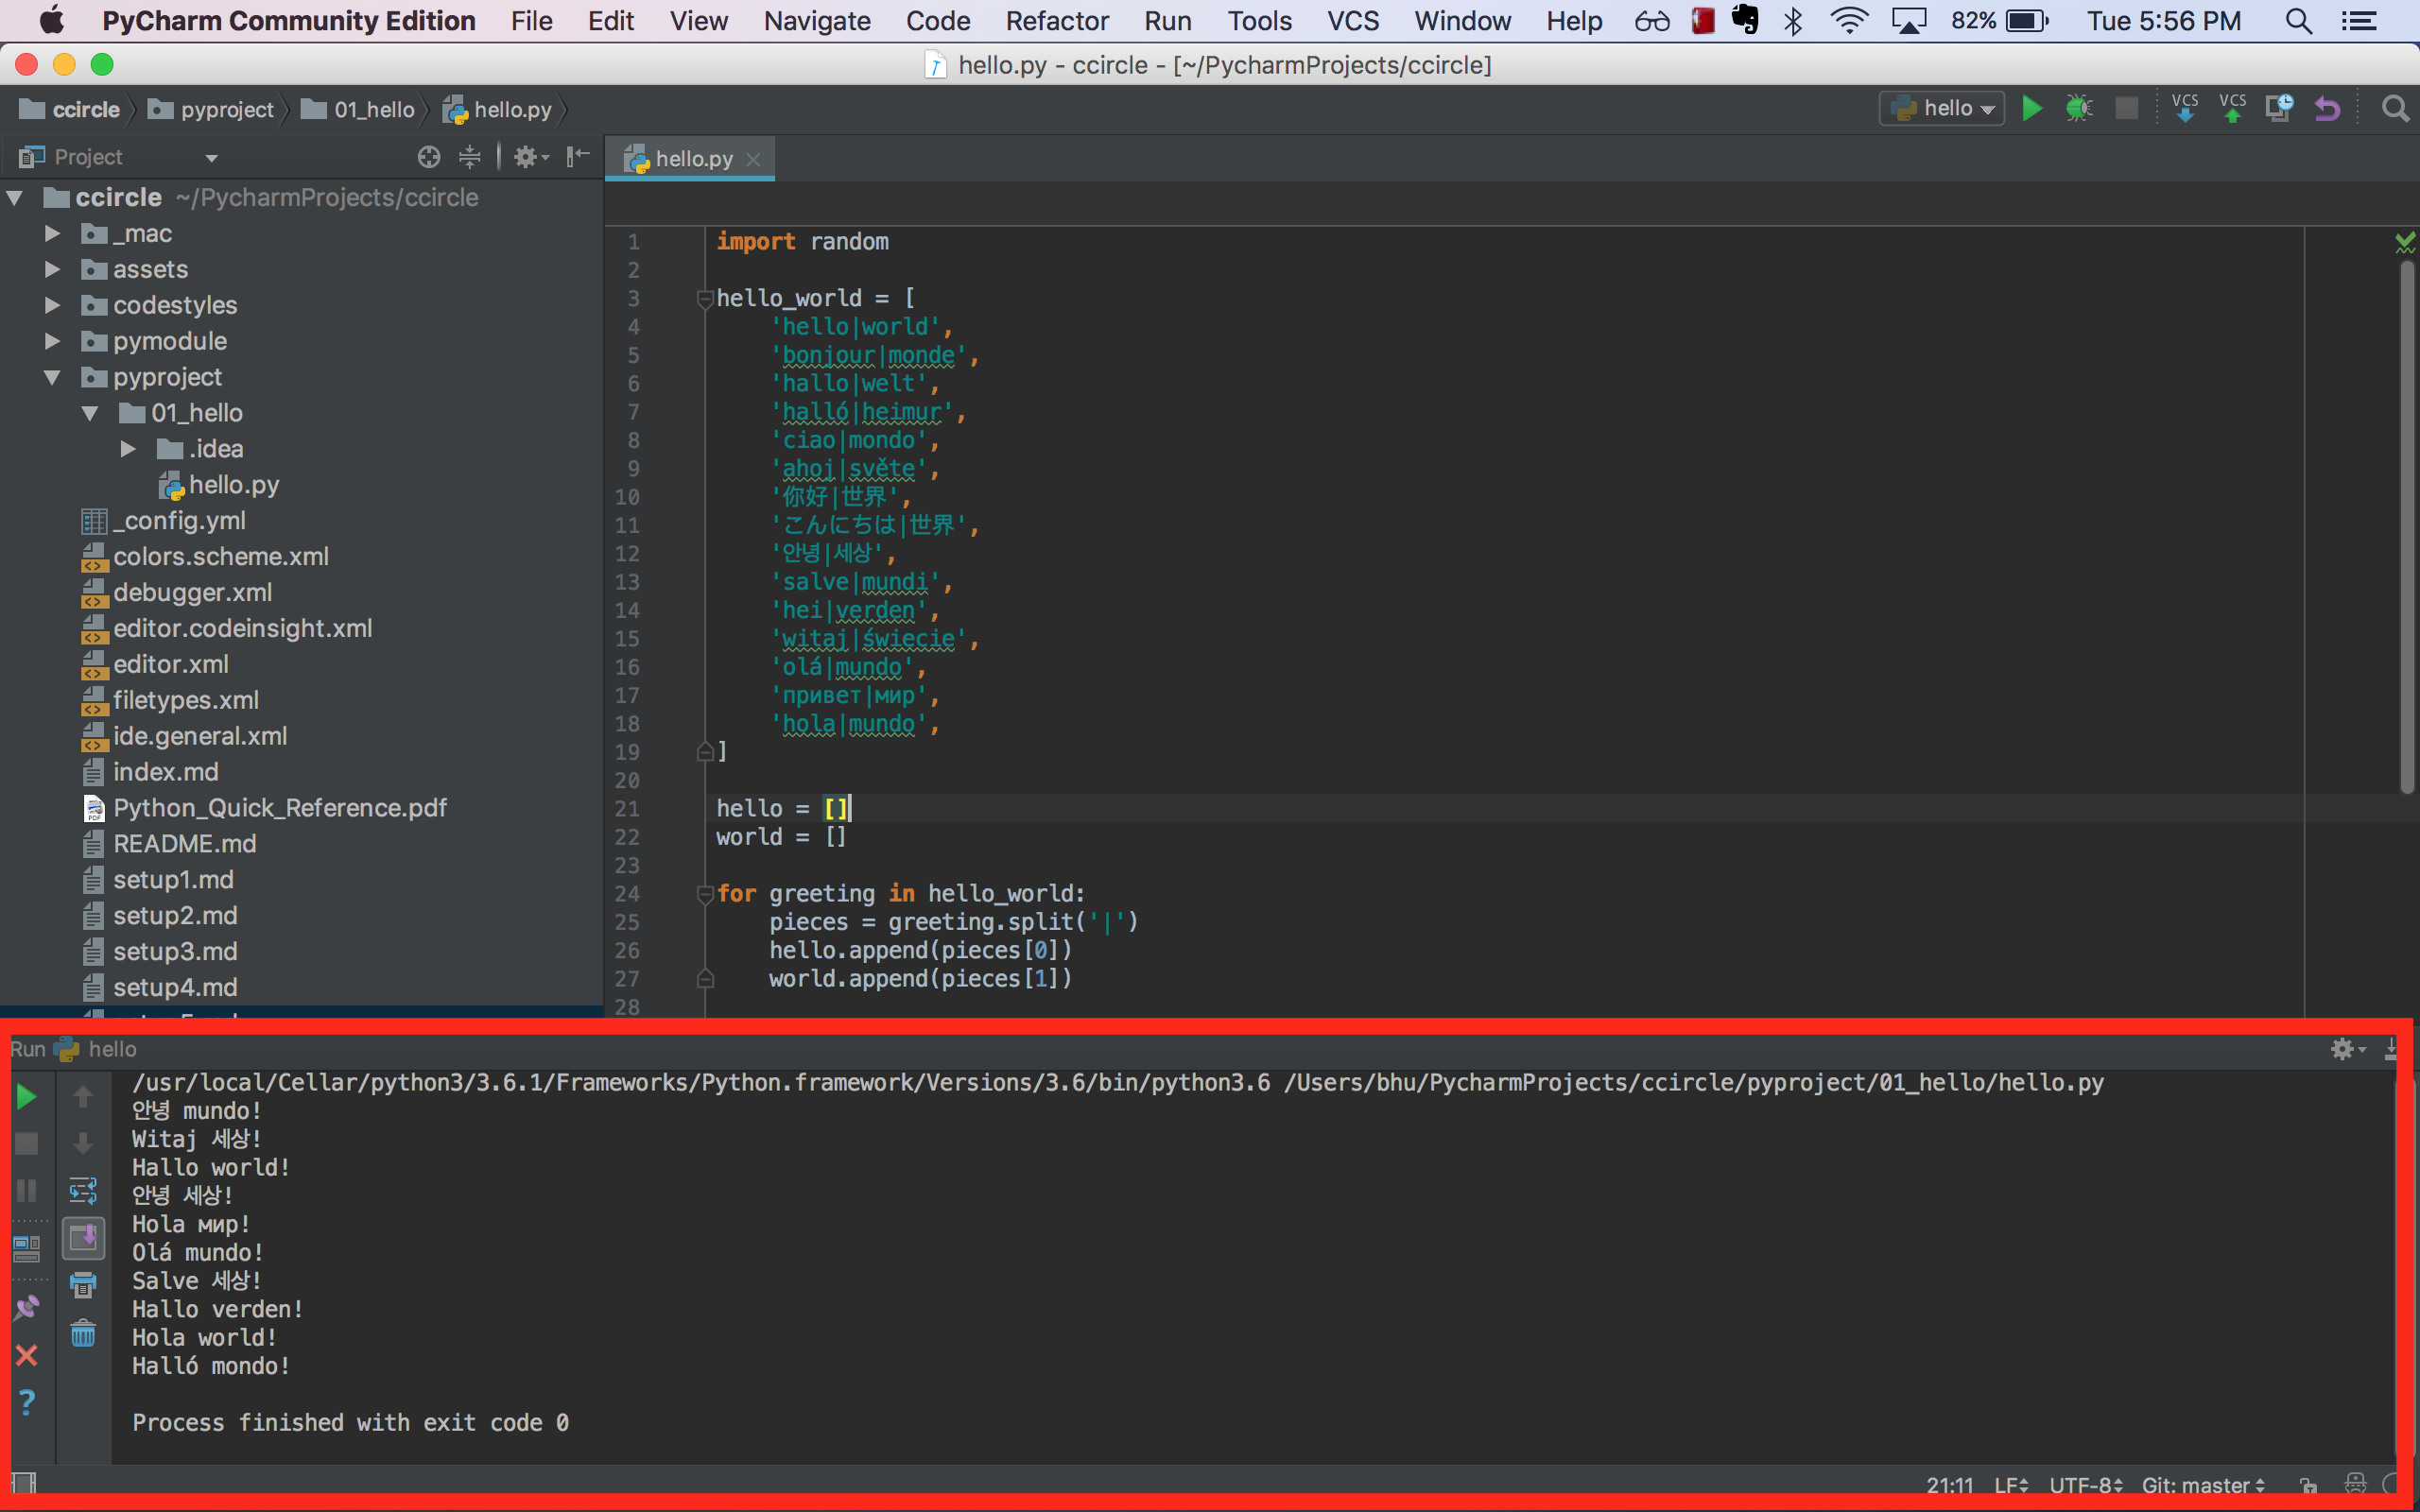 PyCharm Community Edition File Edit View Navigate Code Refactor Run Tools VCS Window Help 82% Tue 5:56 PM
hello.py - ccircle - [~/PycharmProjects/ccircle]
ccircle pyproject 01_hello hello.py hello VCS VCS
Project
hello.py
ccircle ~/PycharmProjects/ccircle
_mac
assets
codestyles
pymodule
pyproject
01_hello
.idea
hello.py
_config.yml
colors.scheme.xml
debugger.xml
editor.codeinsight.xml
editor.xml
filetypes.xml
ide.general.xml
index.md
Python_Quick_Reference.pdf
README.md
setup1.md
setup2.md
setup3.md
setup4.md
1 import random
2
3 hello_world = [
4 'hello|world',
5 'bonjour|monde',
6 'hallo|welt',
7 'halló|heimur',
8 'ciao|mondo',
9 'ahoj|světe',
10 '你好|世界',
11 'こんにちは|世界',
12 '안녕|세상',
13 'salve|mundi',
14 'hei|verden',
15 'witaj|świecie',
16 'olá|mundo',
17 'привет|мир',
18 'hola|mundo',
19 ]
20
21 hello = []
22 world = []
23
24 for greeting in hello_world:
25 pieces = greeting.split('|')
26 hello.append(pieces[0])
27 world.append(pieces[1])
28
Run hello
/usr/local/Cellar/python3/3.6.1/Frameworks/Python.framework/Versions/3.6/bin/python3.6 /Users/bhu/PycharmProjects/ccircle/pyproject/01_hello/hello.py
안녕 mundo!
Witaj 세상!
Hallo world!
안녕 세상!
Hola мир!
Olá mundo!
Salve 세상!
Hallo verden!
Hola world!
Halló mondo!
Process finished with exit code 0
21:11 LF UTF-8 Git: master